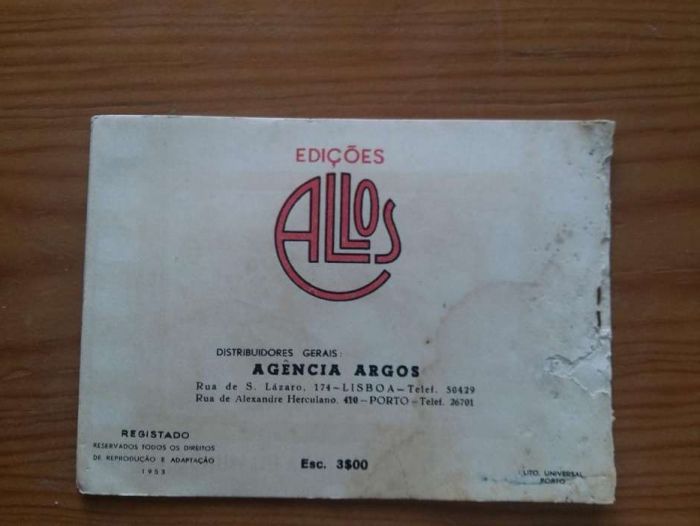 EDIÇÕES
ALLOS
DISTRIBUIDORES GERAIS:
AGÊNCIA ARGOS
Rua de S. Lázaro, 174-LISBOA-Telef. 50429
Rua de Alexandre Herculano, 410-PORTO-Telef. 26701
REGISTADO
RESERVADOS TODOS OS DIREITOS
DE REPRODUÇÃO E ADAPTAÇÃO
1953
Esc. 3$00
LITO. UNIVERSAL
PORTO